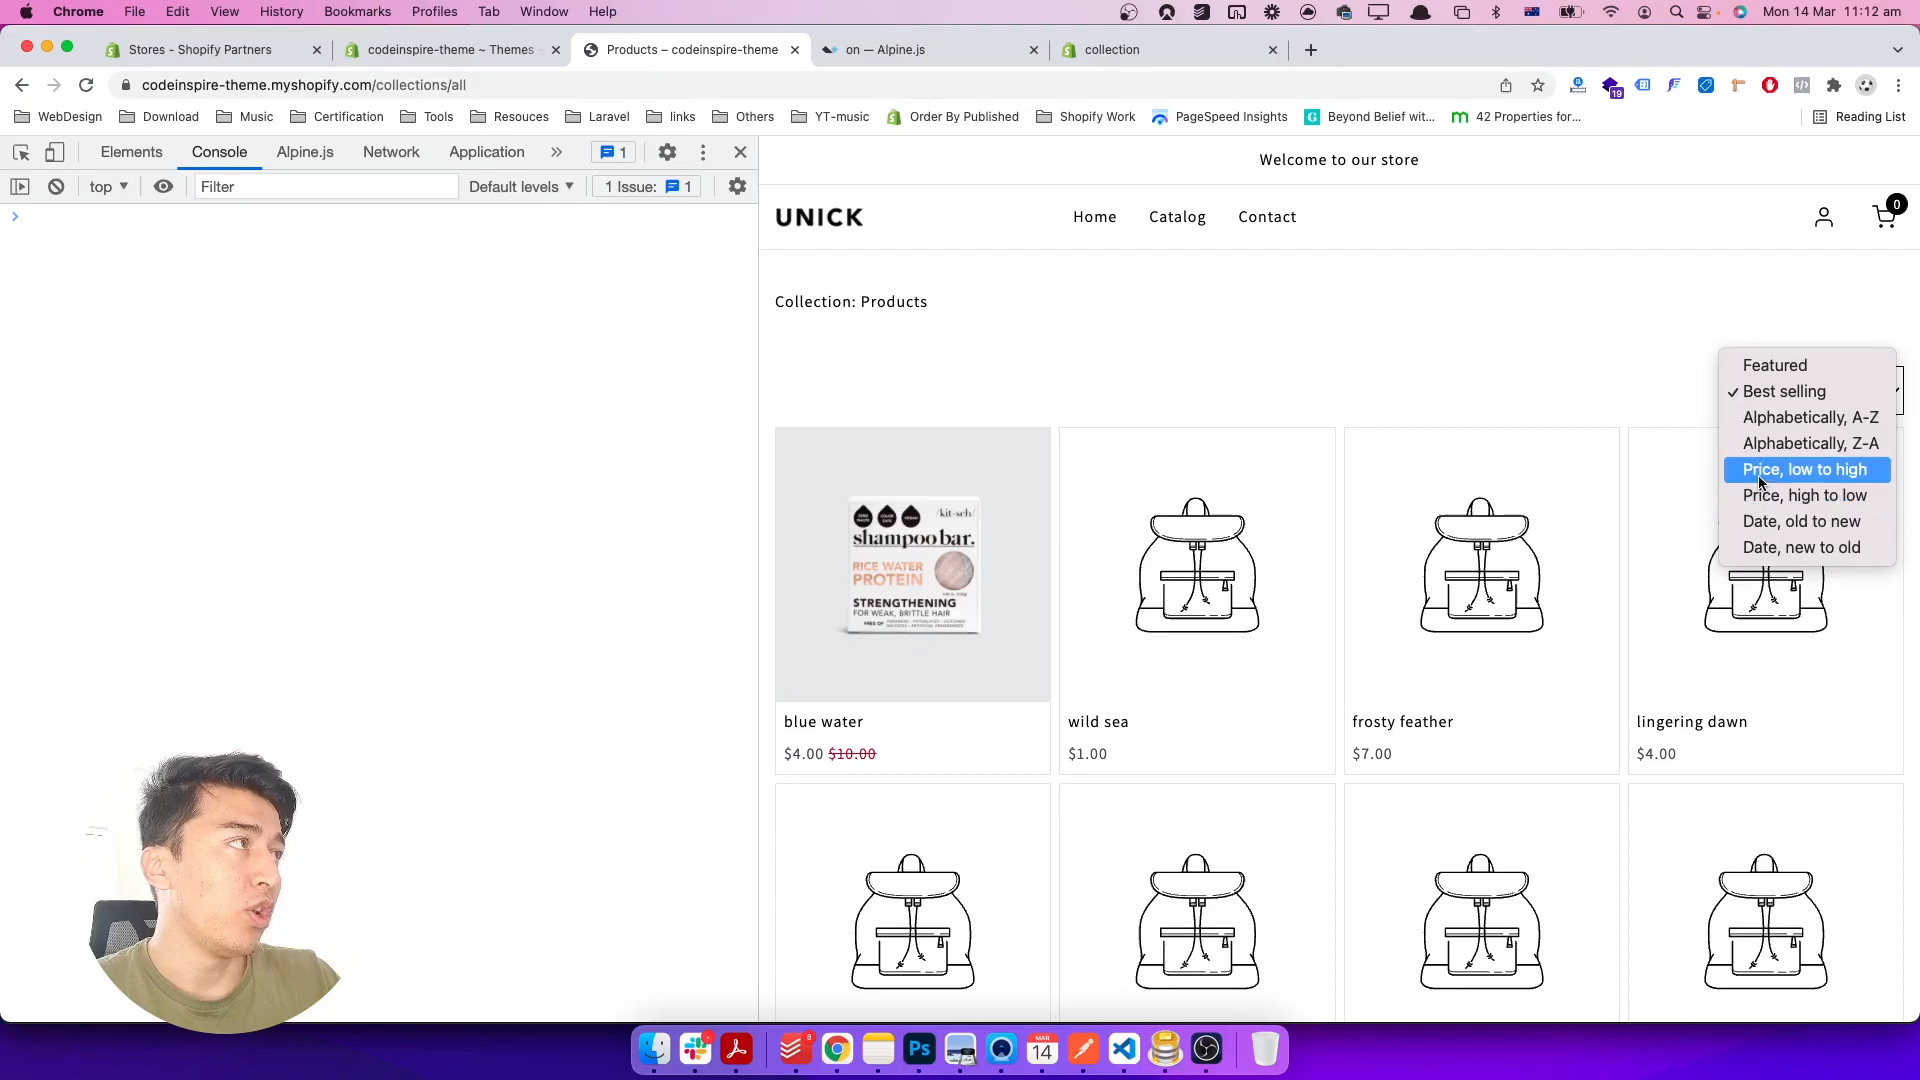 Chrome File Edit View History Bookmarks Profiles Tab Window Help Mon 14 Mar 11:12 am
Stores - Shopify Partners codeinspire-theme ~ Themes - Products – codeinspire-theme on — Alpine.js collection
codeinspire-theme.myshopify.com/collections/all 19
WebDesign Download Music Certification Tools Resouces Laravel links Others YT-music Order By Published Shopify Work PageSpeed Insights Beyond Belief wit... 42 Properties for... Reading List
Elements Console Alpine.js Network Application » 1
top Filter Default levels 1 Issue: 1
Welcome to our store
UNICK Home Catalog Contact 0
Collection: Products
Featured
✓ Best selling
Alphabetically, A-Z
Alphabetically, Z-A
Price, low to high
Price, high to low
Date, old to new
Date, new to old
/kit-sch/
shampoo bar.
RICE WATER
PROTEIN
STRENGTHENING
FOR WEAK, BRITTLE HAIR
blue water wild sea frosty feather lingering dawn
$4.00 $10.00 $1.00 $7.00 $4.00
8 Ps MAR 14